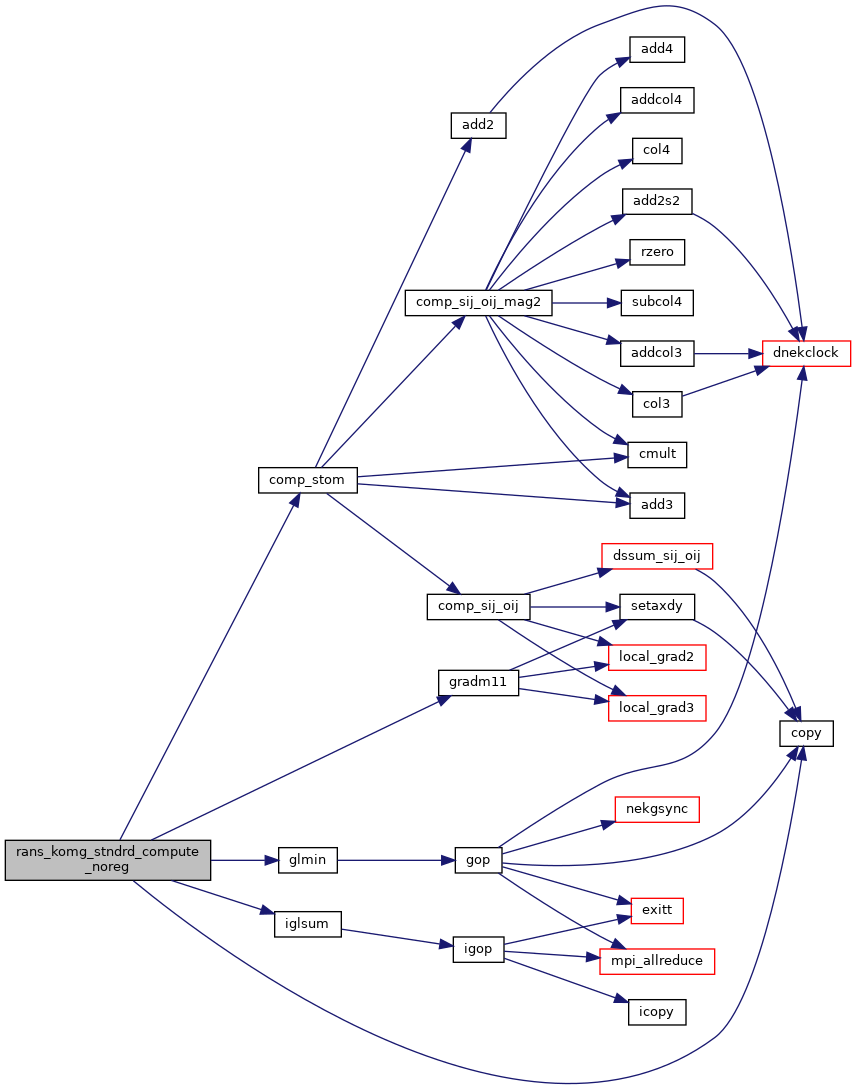 add4
addcol4
add2
col4
add2s2
rzero
comp_sij_oij_mag2
subcol4
addcol3
dnekclock
col3
cmult
comp_stom
add3
dssum_sij_oij
comp_sij_oij
setaxdy
local_grad2
gradm11
local_grad3
copy
nekgsync
rans_komg_stndrd_compute
_noreg
glmin
gop
exitt
iglsum
igop
mpi_allreduce
icopy